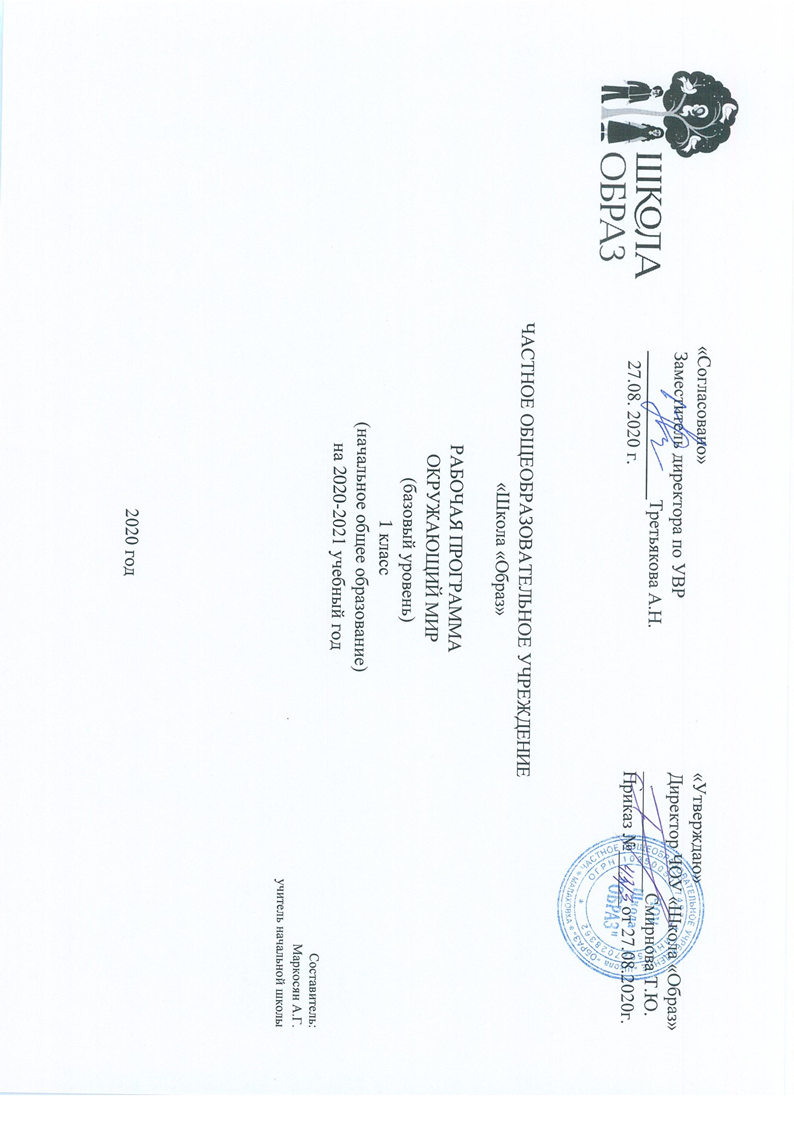 ШКОЛА
ОБРАЗ
«Согласовано»
Заместитель директора по УВР
Третьякова А.Н.
27.08. 2020 г.
«Утверждаю»
Директор ЧОУ «Школа «Образ»
Смирнова Т.Ю.
Приказ № от 27.08.2020г.
ЧАСТНОЕ ОБЩЕОБРАЗОВАТЕЛЬНОЕ УЧРЕЖДЕНИЕ
«Школа «Образ»
РАБОЧАЯ ПРОГРАММА
ОКРУЖАЮЩИЙ МИР
(базовый уровень)
1 класс
(начальное общее образование)
на 2020-2021 учебный год
Составитель:
Маркосян А.Г.
учитель начальной школы
2020 год